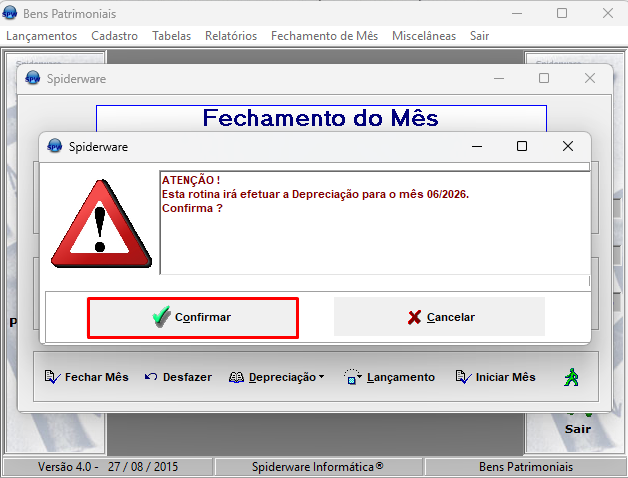 Bens Patrimoniais
Lançamentos Cadastro Tabelas Relatórios Fechamento de Mês Miscelâneas Sair
Spiderware
Fechamento do Mês
Spiderware
ATENÇÃO !
Esta rotina irá efetuar a Depreciação para o mês 06/2026.
Confirma ?
Confirmar Cancelar
Fechar Mês Desfazer Depreciação Lançamento Iniciar Mês
Sair
Versão 4.0 - 27 / 08 / 2015 Spiderware Informática® Bens Patrimoniais